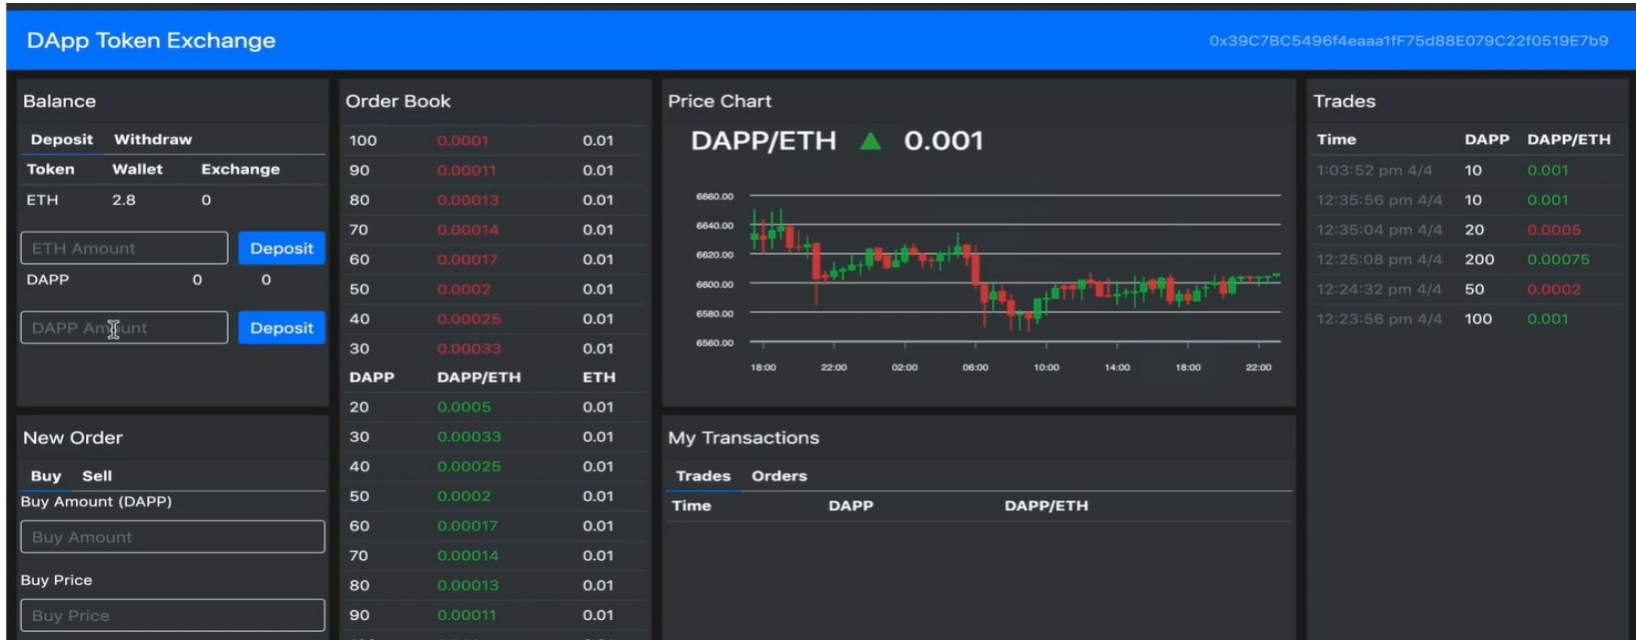 DApp Token Exchange
0x39C7BC5496f4eaaa1fF75d88E079C22f0519E7b9
Balance
Deposit Withdraw
Token Wallet Exchange
ETH 2.8 0
ETH Amount Deposit
DAPP 0 0
DAPP Amount Deposit
New Order
Buy Sell
Buy Amount (DAPP)
Buy Amount
Buy Price
Buy Price
Order Book
100 0.0001 0.01
90 0.00011 0.01
80 0.00013 0.01
70 0.00014 0.01
60 0.00017 0.01
50 0.0002 0.01
40 0.00025 0.01
30 0.00033 0.01
DAPP DAPP/ETH ETH
20 0.0005 0.01
30 0.00033 0.01
40 0.00025 0.01
50 0.0002 0.01
60 0.00017 0.01
70 0.00014 0.01
80 0.00013 0.01
90 0.00011 0.01
Price Chart
DAPP/ETH ▲ 0.001
6660.00
6640.00
6620.00
6600.00
6580.00
6560.00
18:00 22:00 02:00 06:00 10:00 14:00 18:00 22:00
My Transactions
Trades Orders
Time DAPP DAPP/ETH
Trades
Time DAPP DAPP/ETH
1:03:52 pm 4/4 10 0.001
12:35:56 pm 4/4 10 0.001
12:35:04 pm 4/4 20 0.0005
12:25:08 pm 4/4 200 0.00075
12:24:32 pm 4/4 50 0.0002
12:23:56 pm 4/4 100 0.001